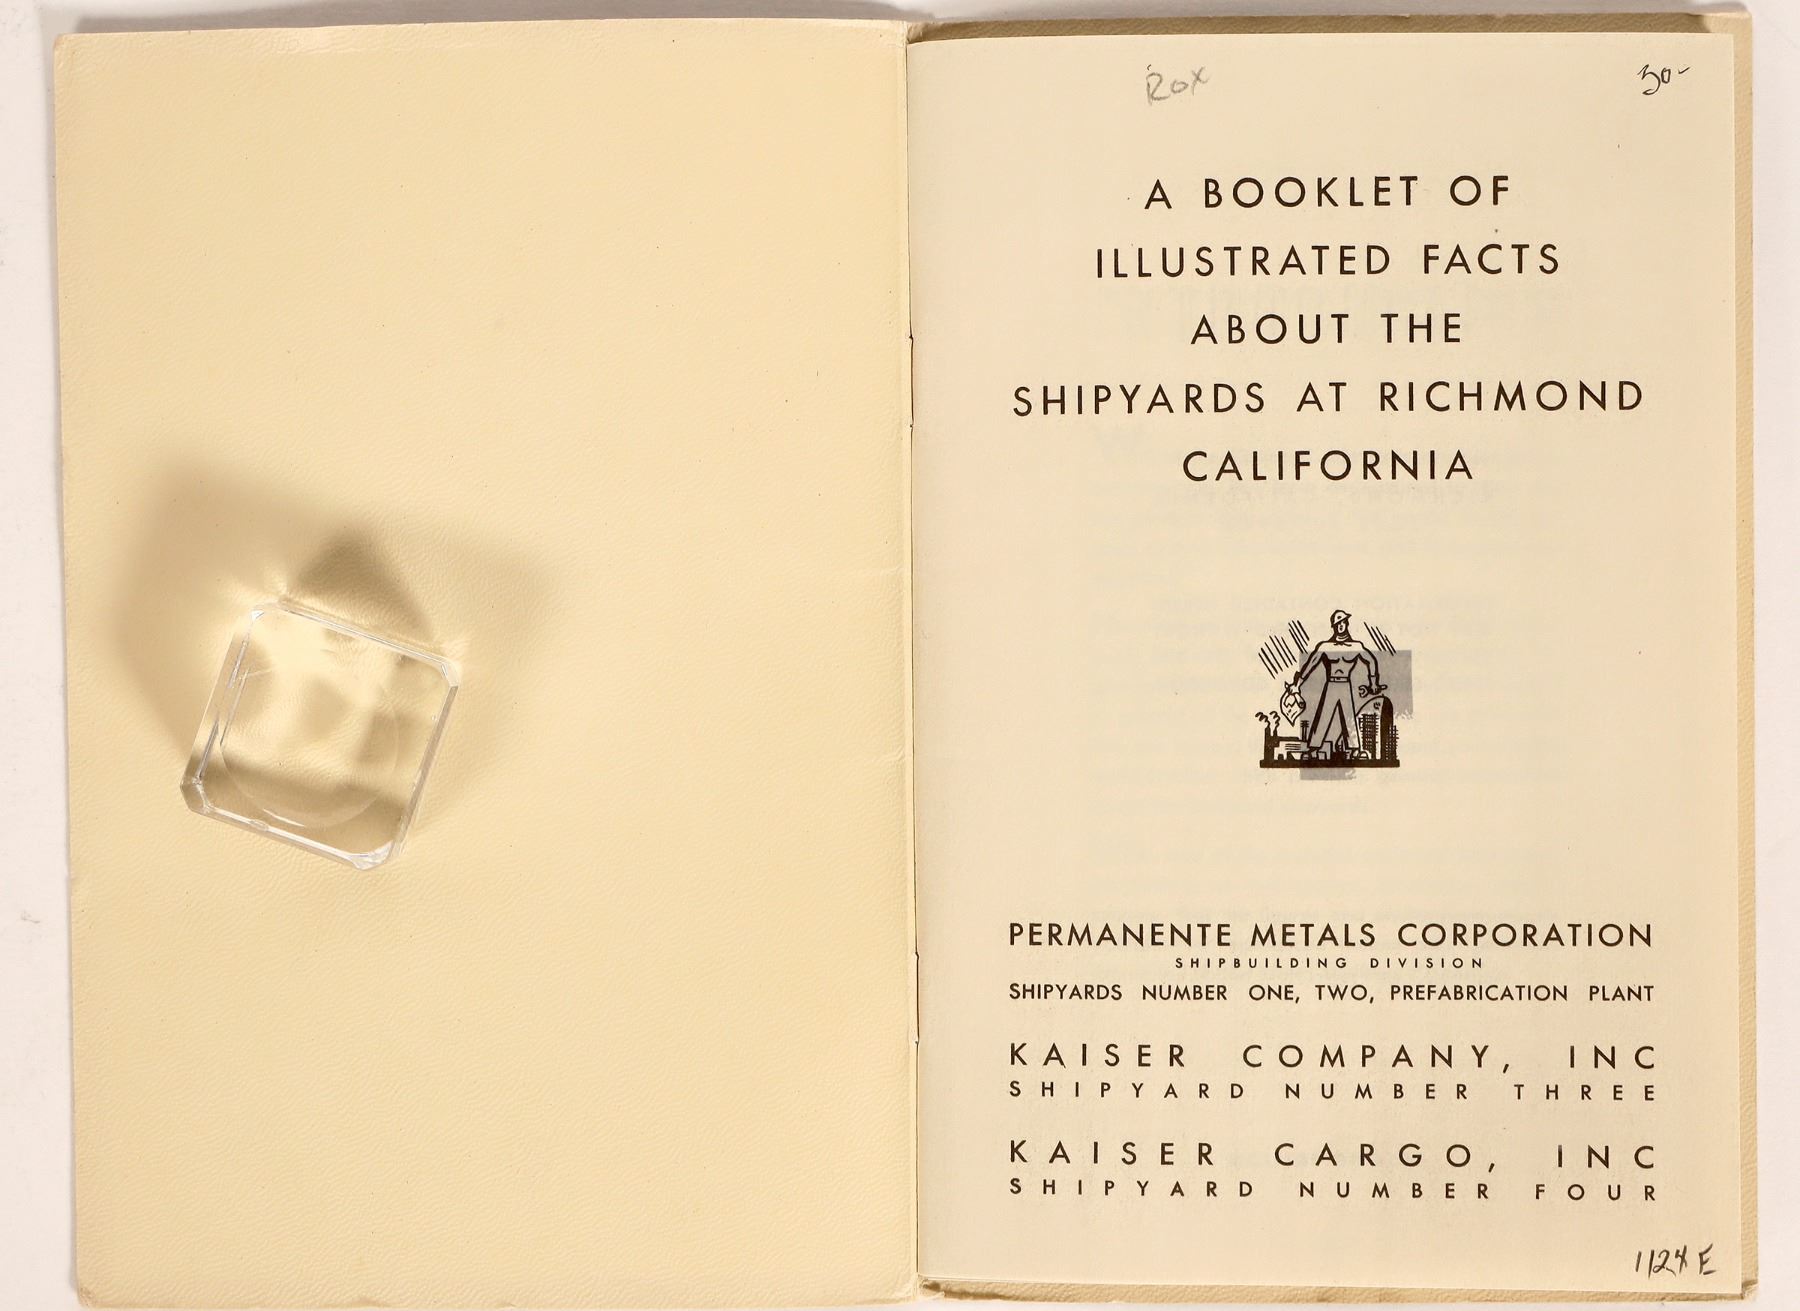 Rox
30-
A BOOKLET OF
ILLUSTRATED FACTS
ABOUT THE
SHIPYARDS AT RICHMOND
CALIFORNIA
PERMANENTE METALS CORPORATION
SHIPBUILDING DIVISION
SHIPYARDS NUMBER ONE, TWO, PREFABRICATION PLANT
KAISER COMPANY, INC
SHIPYARD NUMBER THREE
KAISER CARGO, INC
SHIPYARD NUMBER FOUR
1124 E